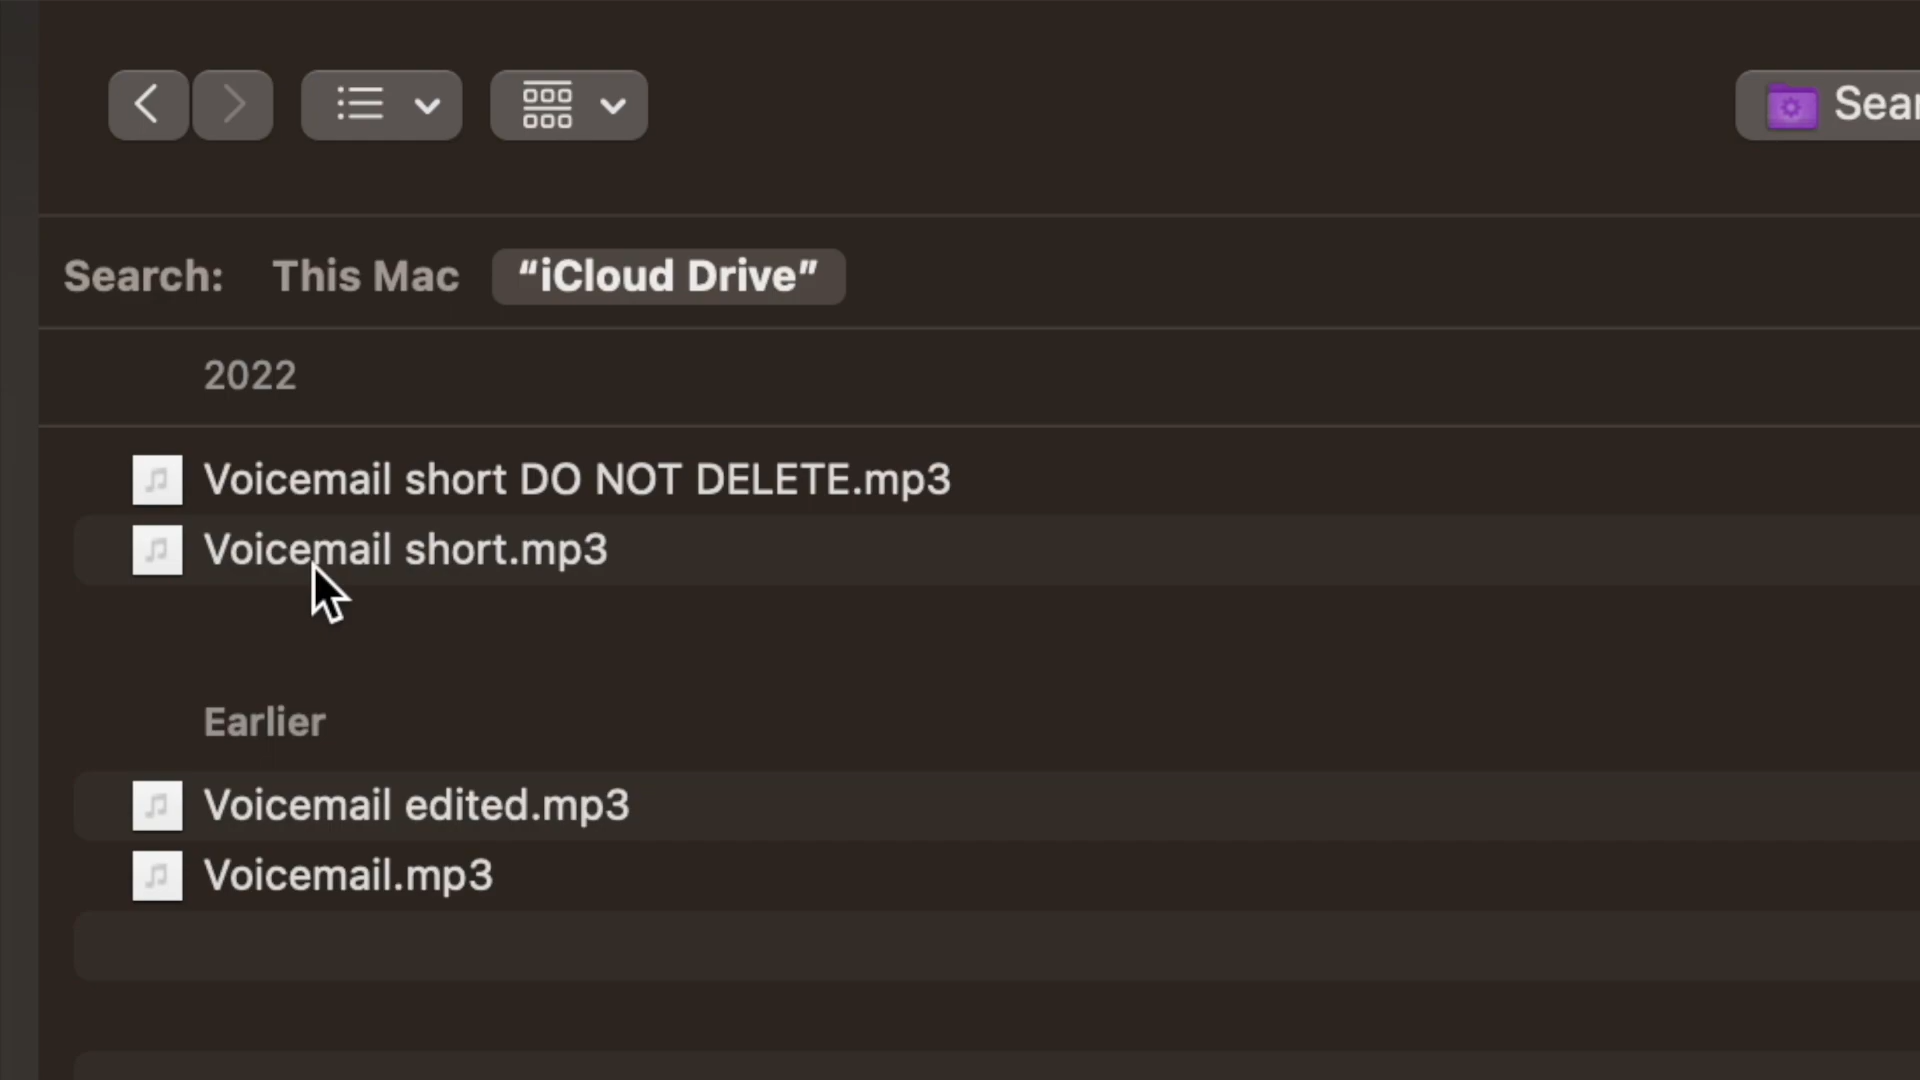 Sear
Search: This Mac “iCloud Drive”
2022
Voicemail short DO NOT DELETE.mp3
Voicemail short.mp3
Earlier
Voicemail edited.mp3
Voicemail.mp3